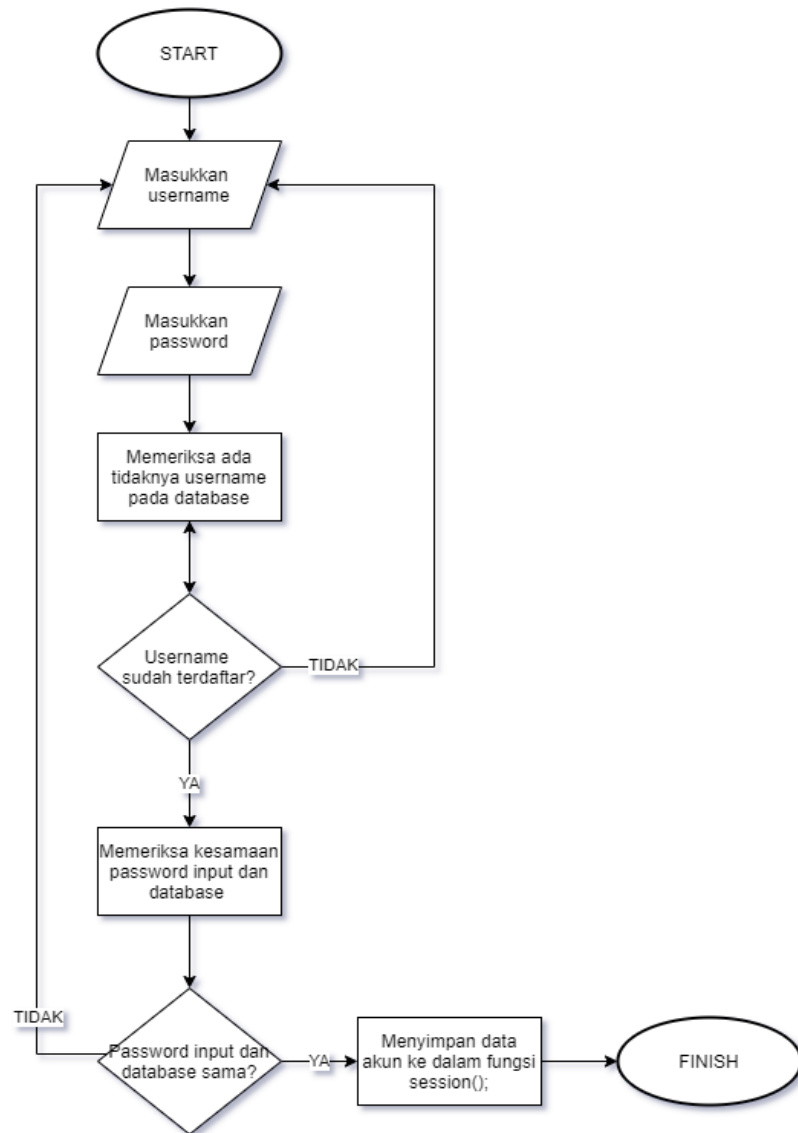 START
Masukkan
username
Masukkan
password
Memeriksa ada
tidaknya username
pada database
Username
sudah terdaftar?
TIDAK
YA
Memeriksa kesamaan
password input dan
database
TIDAK
Password input dan
database sama?
YA
Menyimpan data
akun ke dalam fungsi
session();
FINISH